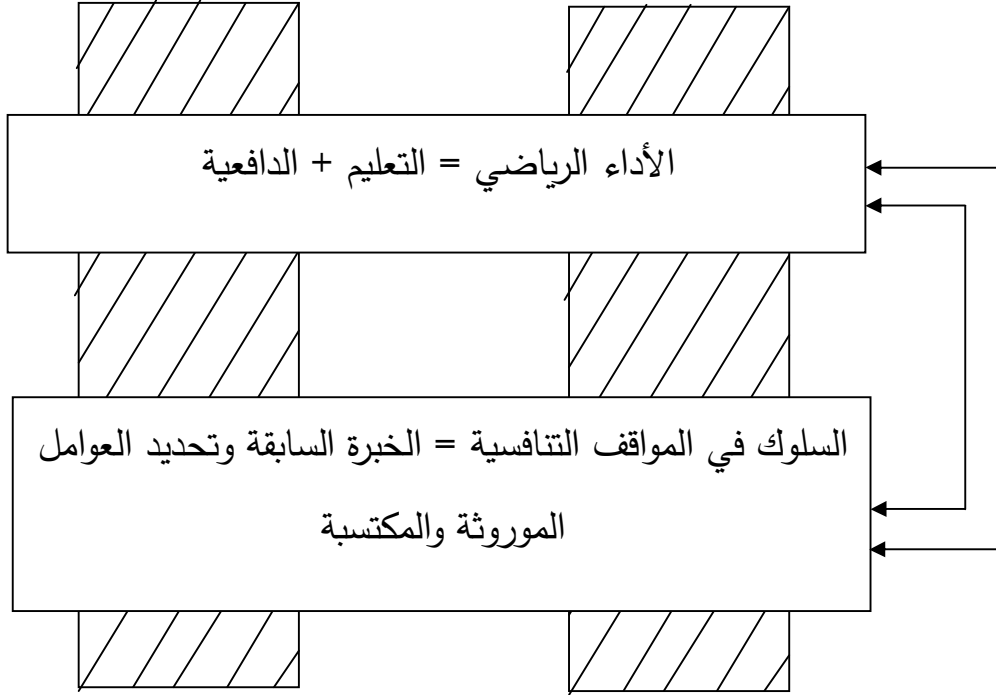 الأداء الرياضي = التعليم + الدافعية
السلوك في المواقف التنافسية = الخبرة السابقة وتحديد العوامل
الموروثة والمكتسبة